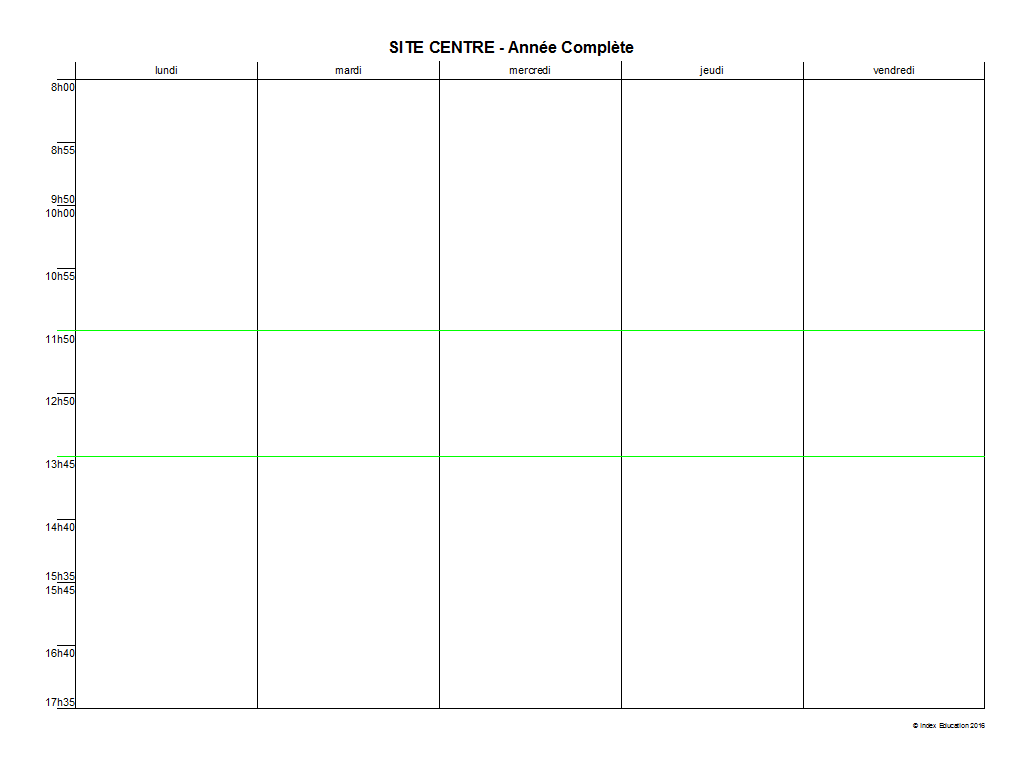 SITE CENTRE - Année Complète
lundi mardi mercredi jeudi vendredi
8h00
8h55
9h50
10h00
10h55
11h50
12h50
13h45
14h40
15h35
15h45
16h40
17h35
© Index Education 2016